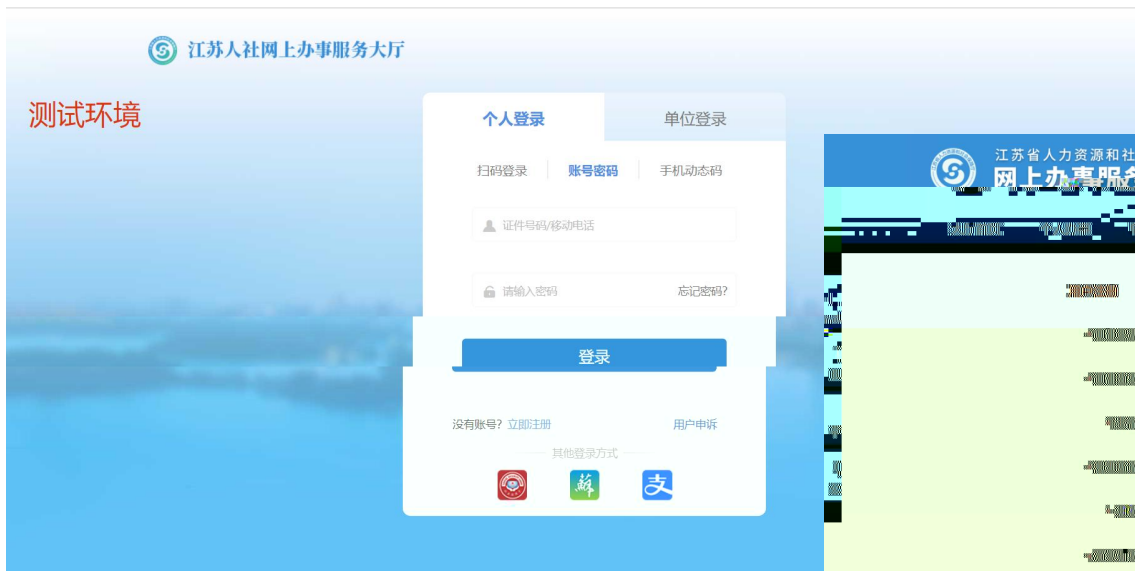 江苏人社网上办事服务大厅
测试环境
个人登录 单位登录
扫码登录 账号密码 手机动态码
证件号码/移动电话
请输入密码 忘记密码?
登录
没有账号? 立即注册 用户申诉
其他登录方式
蘇
支
江苏省人力资源和社
网上办事服务